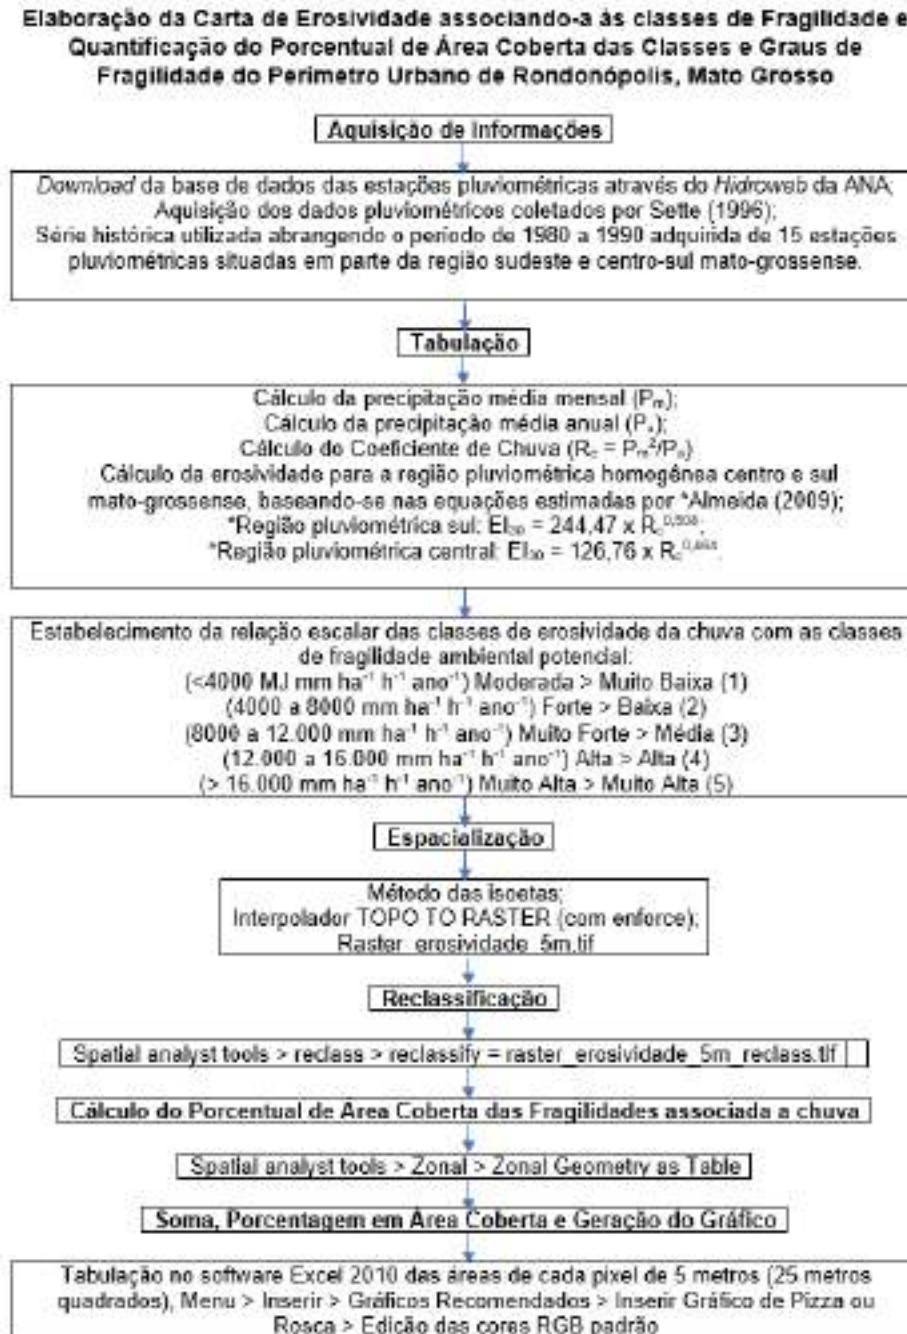 Elaboração da Carta de Erosividade associando-a às classes de Fragilidade e
Quantificação do Porcentual de Área Coberta das Classes e Graus de
Fragilidade do Perímetro Urbano de Rondonópolis, Mato Grosso
Aquisição de Informações
Download da base de dados das estações pluviométricas através do Hidroweb da ANA;
Aquisição dos dados pluviométricos coletados por Sette (1996);
Série histórica utilizada abrangendo o período de 1980 a 1990 adquirida de 15 estações
pluviométricas situadas em parte da região sudeste e centro-sul mato-grossense.
Tabulação
Cálculo da precipitação média mensal (Pₘ);
Cálculo da precipitação média anual (Pₐ);
Cálculo do Coeficiente de Chuva (R꜀ = Pₘ²/Pₐ)
Cálculo da erosividade para a região pluviométrica homogênea centro e sul
mato-grossense, baseando-se nas equações estimadas por *Almeida (2009);
*Região pluviométrica sul: EI₃₀ = 244,47 x R꜀
*Região pluviométrica central: EI₃₀ = 126,76 x R꜀
Estabelecimento da relação escalar das classes de erosividade da chuva com as classes
de fragilidade ambiental potencial:
(<4000 MJ mm ha⁻¹ h⁻¹ ano⁻¹) Moderada > Muito Baixa (1)
(4000 a 8000 mm ha⁻¹ h⁻¹ ano⁻¹) Forte > Baixa (2)
(8000 a 12.000 mm ha⁻¹ h⁻¹ ano⁻¹) Muito Forte > Média (3)
(12.000 a 16.000 mm ha⁻¹ h⁻¹ ano⁻¹) Alta > Alta (4)
(> 16.000 mm ha⁻¹ h⁻¹ ano⁻¹) Muito Alta > Muito Alta (5)
Espacialização
Método das Isoetas;
Interpolador TOPO TO RASTER (com enforce);
Raster_erosividade_5m.tif
Reclassificação
Spatial analyst tools > reclass > reclassify = raster_erosividade_5m_reclass.tif
Cálculo do Porcentual de Área Coberta das Fragilidades associada a chuva
Spatial analyst tools > Zonal > Zonal Geometry as Table
Soma, Porcentagem em Área Coberta e Geração do Gráfico
Tabulação no software Excel 2010 das áreas de cada pixel de 5 metros (25 metros
quadrados), Menu > Inserir > Gráficos Recomendados > Inserir Gráfico de Pizza ou
Rosca > Edição das cores RGB padrão